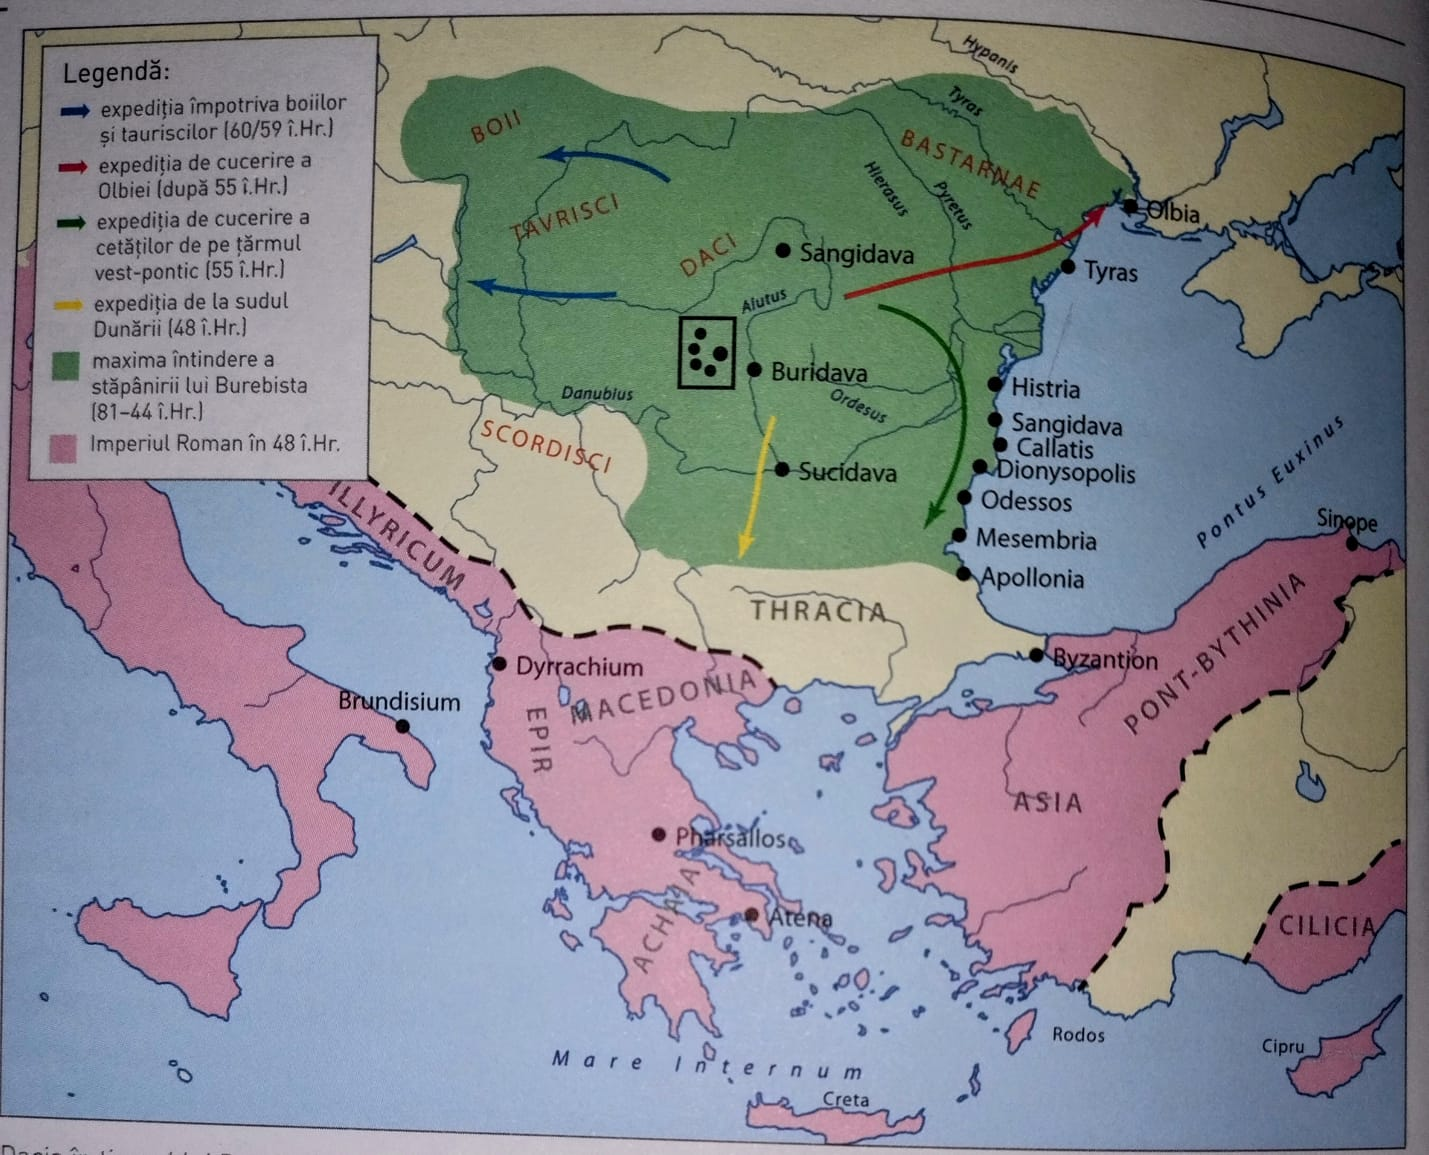 Legendă:
expediția împotriva boiilor
și tauriscilor (60/59 î.Hr.)
expediția de cucerire a
Olbiei (după 55 î.Hr.)
expediția de cucerire a
cetăților de pe țărmul
vest-pontic (55 î.Hr.)
expediția de la sudul
Dunării (48 î.Hr.)
maxima întindere a
stăpânirii lui Burebista
(81–44 î.Hr.)
Imperiul Roman în 48 î.Hr.
Hypanis
Tyras
BOII
BASTARNAE
Hierasus
Pyretus
TAVRISCI
Olbia
DACI
Sangidava
Tyras
Alutus
Buridava
Ordesus
Danubius
Histria
SCORDISCI
Sangidava
Callatis
Dionysopolis
Sucidava
Odessos
Pontus Euxinus
Mesembria
Sinope
ILLYRICUM
Apollonia
THRACIA
Byzantion
PONT-BYTHINIA
Dyrrachium
MACEDONIA
Brundisium
EPIR
ASIA
Pharsallos
ACHAIA
Atena
CILICIA
Rodos
Cipru
Mare Internum
Creta